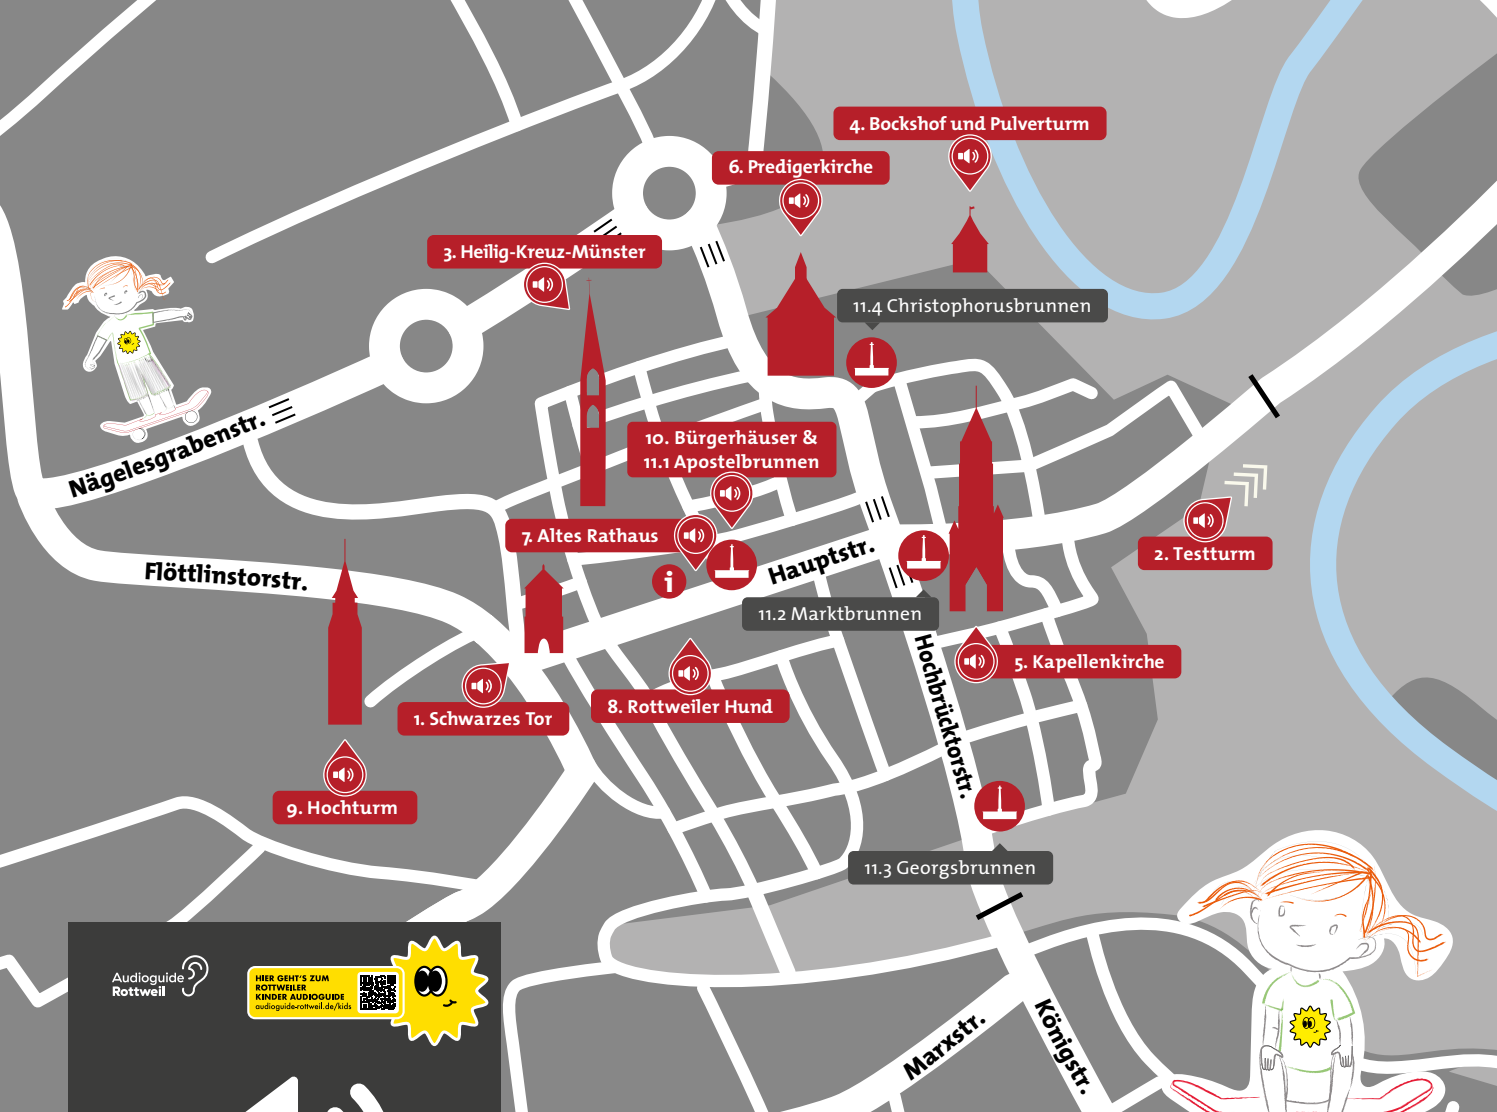 4. Bockshof und Pulverturm
6. Predigerkirche
3. Heilig-Kreuz-Münster
11.4 Christophorusbrunnen
Nägelesgrabenstr.
10. Bürgerhäuser &
11.1 Apostelbrunnen
7. Altes Rathaus
i
Hauptstr.
2. Testturm
Flöttlinstorstr.
11.2 Marktbrunnen
5. Kapellenkirche
1. Schwarzes Tor
8. Rottweiler Hund
Hochbrücktorstr.
9. Hochturm
11.3 Georgsbrunnen
Audioguide
Rottweil
HIER GEHT'S ZUM
ROTTWEILER
KINDER AUDIOGUIDE
audioguide-rottweil.de/kids
Marxstr.
Königstr.